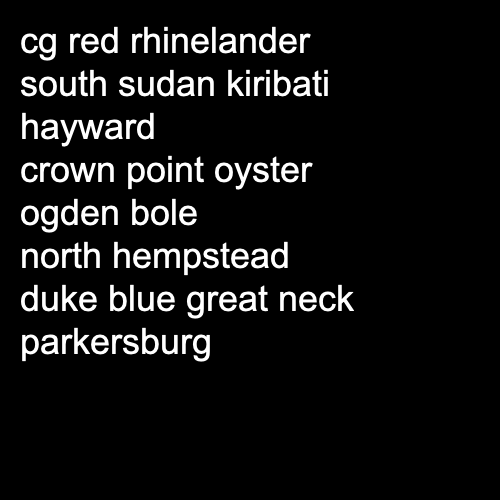 cg red rhinelander
south sudan kiribati
hayward
crown point oyster
ogden bole
north hempstead
duke blue great neck
parkersburg